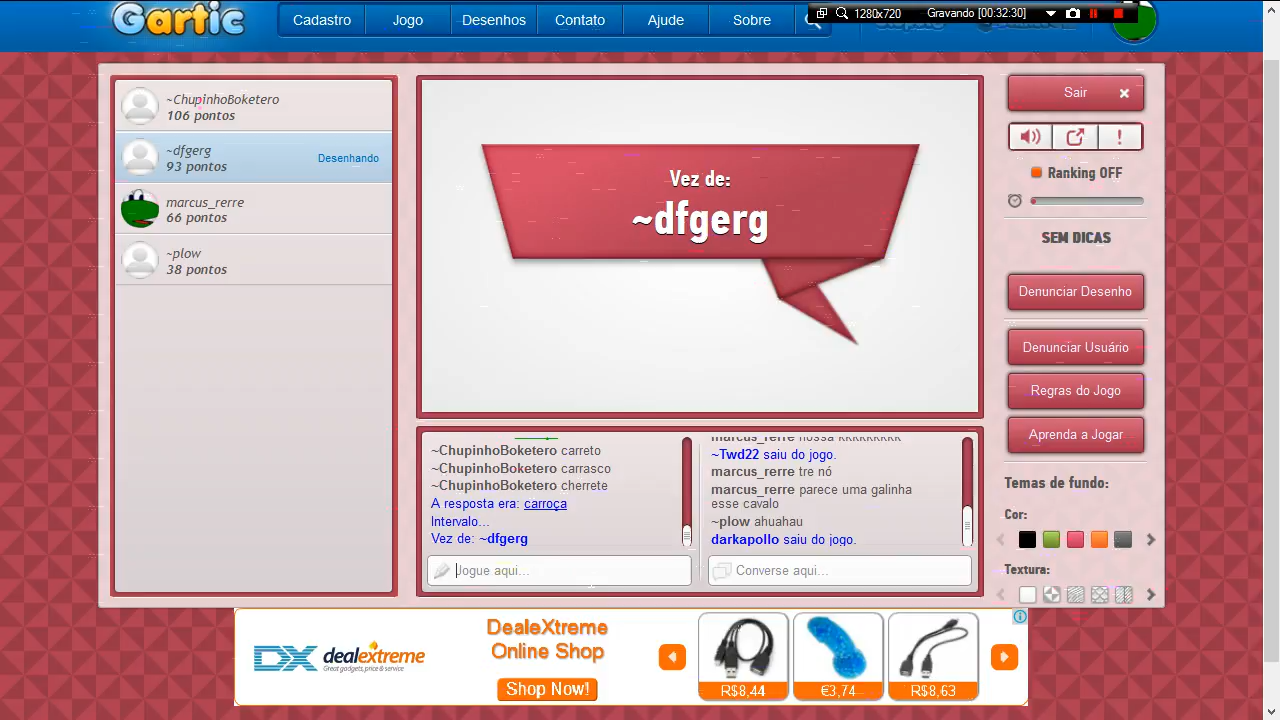 Gartic
Cadastro
Jogo
Desenhos
Contato
Ajude
Sobre
1280x720
Gravando [00:32:30]
~ChupinhoBoketero
106 pontos
~dfgerg
93 pontos
Desenhando
marcus_rerre
66 pontos
~plow
38 pontos
Vez de:
~dfgerg
~ChupinhoBoketero carreto
~ChupinhoBoketero carrasco
~ChupinhoBoketero cherrete
A resposta era: carroça
Intervalo...
Vez de: ~dfgerg
Jogue aqui...
marcus_rerre nossa kkkkkkkkk
~Twd22 saiu do jogo.
marcus_rerre tre nó
marcus_rerre parece uma galinha
esse cavalo
~plow ahuahau
darkapollo saiu do jogo.
Converse aqui...
Sair
!
Ranking OFF
SEM DICAS
Denunciar Desenho
Denunciar Usuário
Regras do Jogo
Aprenda a Jogar
Temas de fundo:
Cor:
Textura:
DX dealextreme
Great gadgets, price & service
DealeXtreme
Online Shop
Shop Now!
R$8,44
€3,74
R$8,63